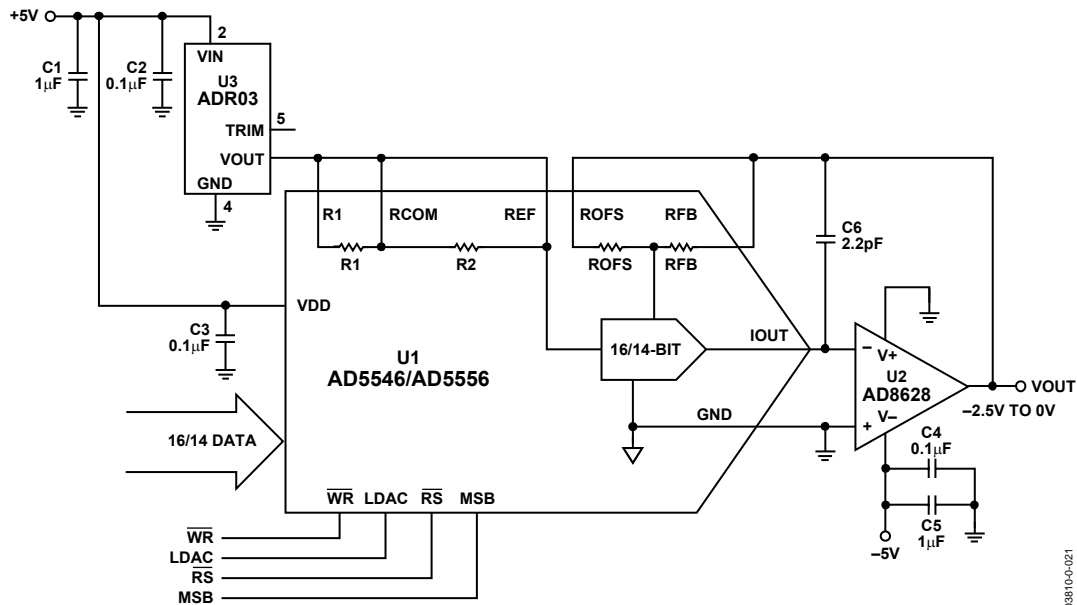 +5V
2
VIN
U3
ADR03
C1
1µF
C2
0.1µF
5
TRIM
VOUT
GND
4
R1
RCOM
REF
ROFS
RFB
R1
R2
ROFS
RFB
C6
2.2pF
VDD
C3
0.1µF
U1
AD5546/AD5556
16/14-BIT
IOUT
GND
–
V+
U2
AD8628
V–
+
VOUT
–2.5V TO 0V
C4
0.1µF
C5
1µF
–5V
16/14 DATA
WR LDAC RS MSB
WR
LDAC
RS
MSB
03810-0-021